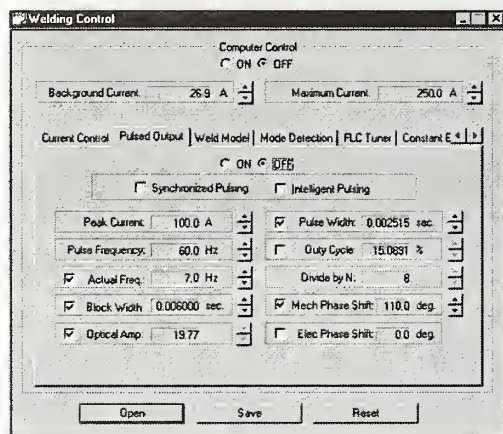 Welding Control
Computer Control
ON OFF
Background Current: 26.9 A Maximum Current: 250.0 A
Current Control Pulsed Output Weld Model Mode Detection FLC Tuner Constant E
ON OFF
Synchronized Pulsing Intelligent Pulsing
Peak Current: 100.0 A Pulse Width: 0.002515 sec.
Pulse Frequency: 60.0 Hz Duty Cycle: 15.0891 %
Actual Freq.: 7.0 Hz Divide by N: 8
Block Width: 0.006000 sec. Mech Phase Shift: 110.0 deg.
Optical Amp: 19.77 Elec Phase Shift: 0.0 deg.
Open Save Reset